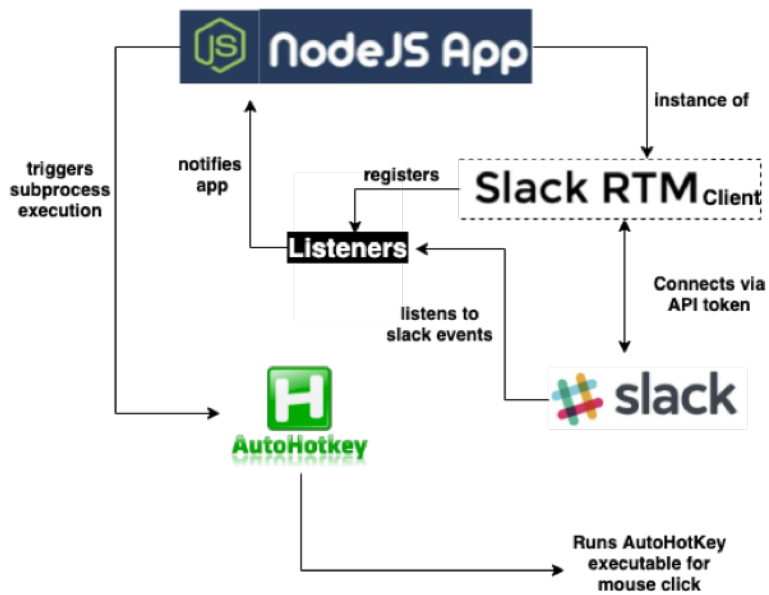 JS
NodeJS App
instance of
triggers
subprocess
execution
notifies
app
registers
Slack RTM Client
Listeners
Connects via
API token
listens to
slack events
slack
H
AutoHotkey
Runs AutoHotKey
executable for
mouse click